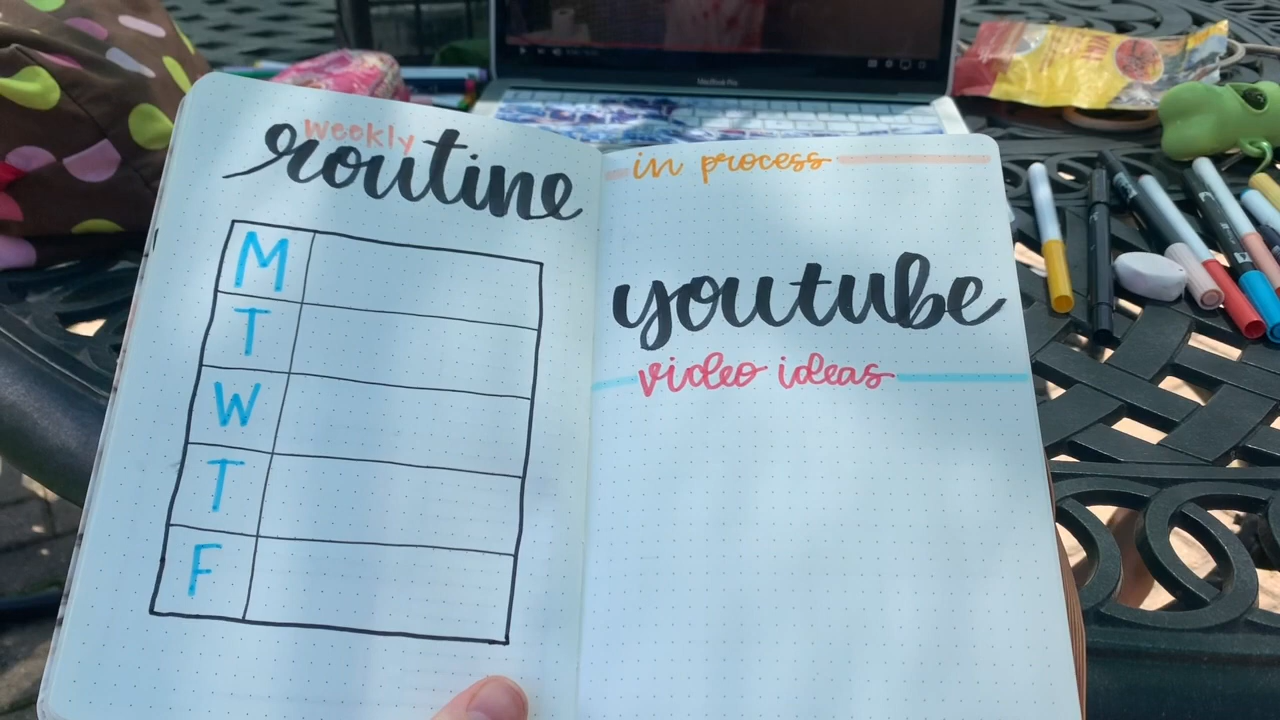 weekly
routine
M
T
W
T
F
in process
youtube
video ideas
MacBook Pro